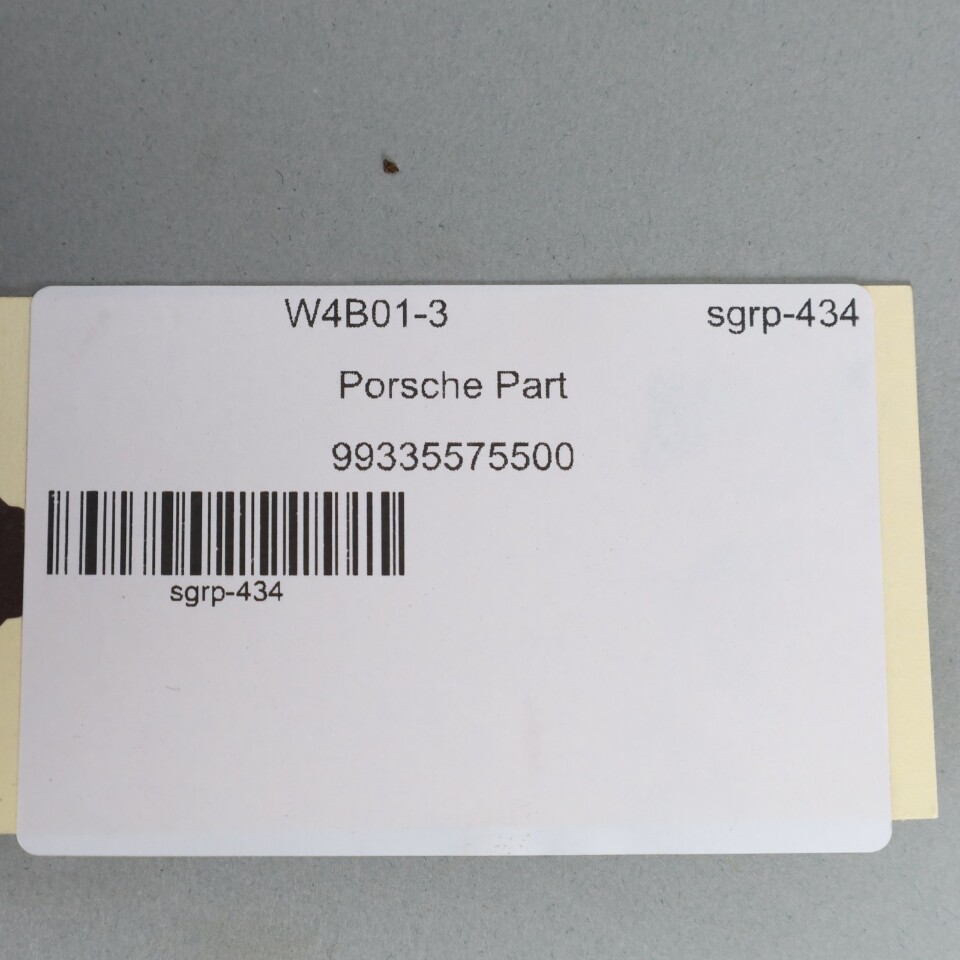 W4B01-3 sgrp-434
Porsche Part
99335575500
sgrp-434